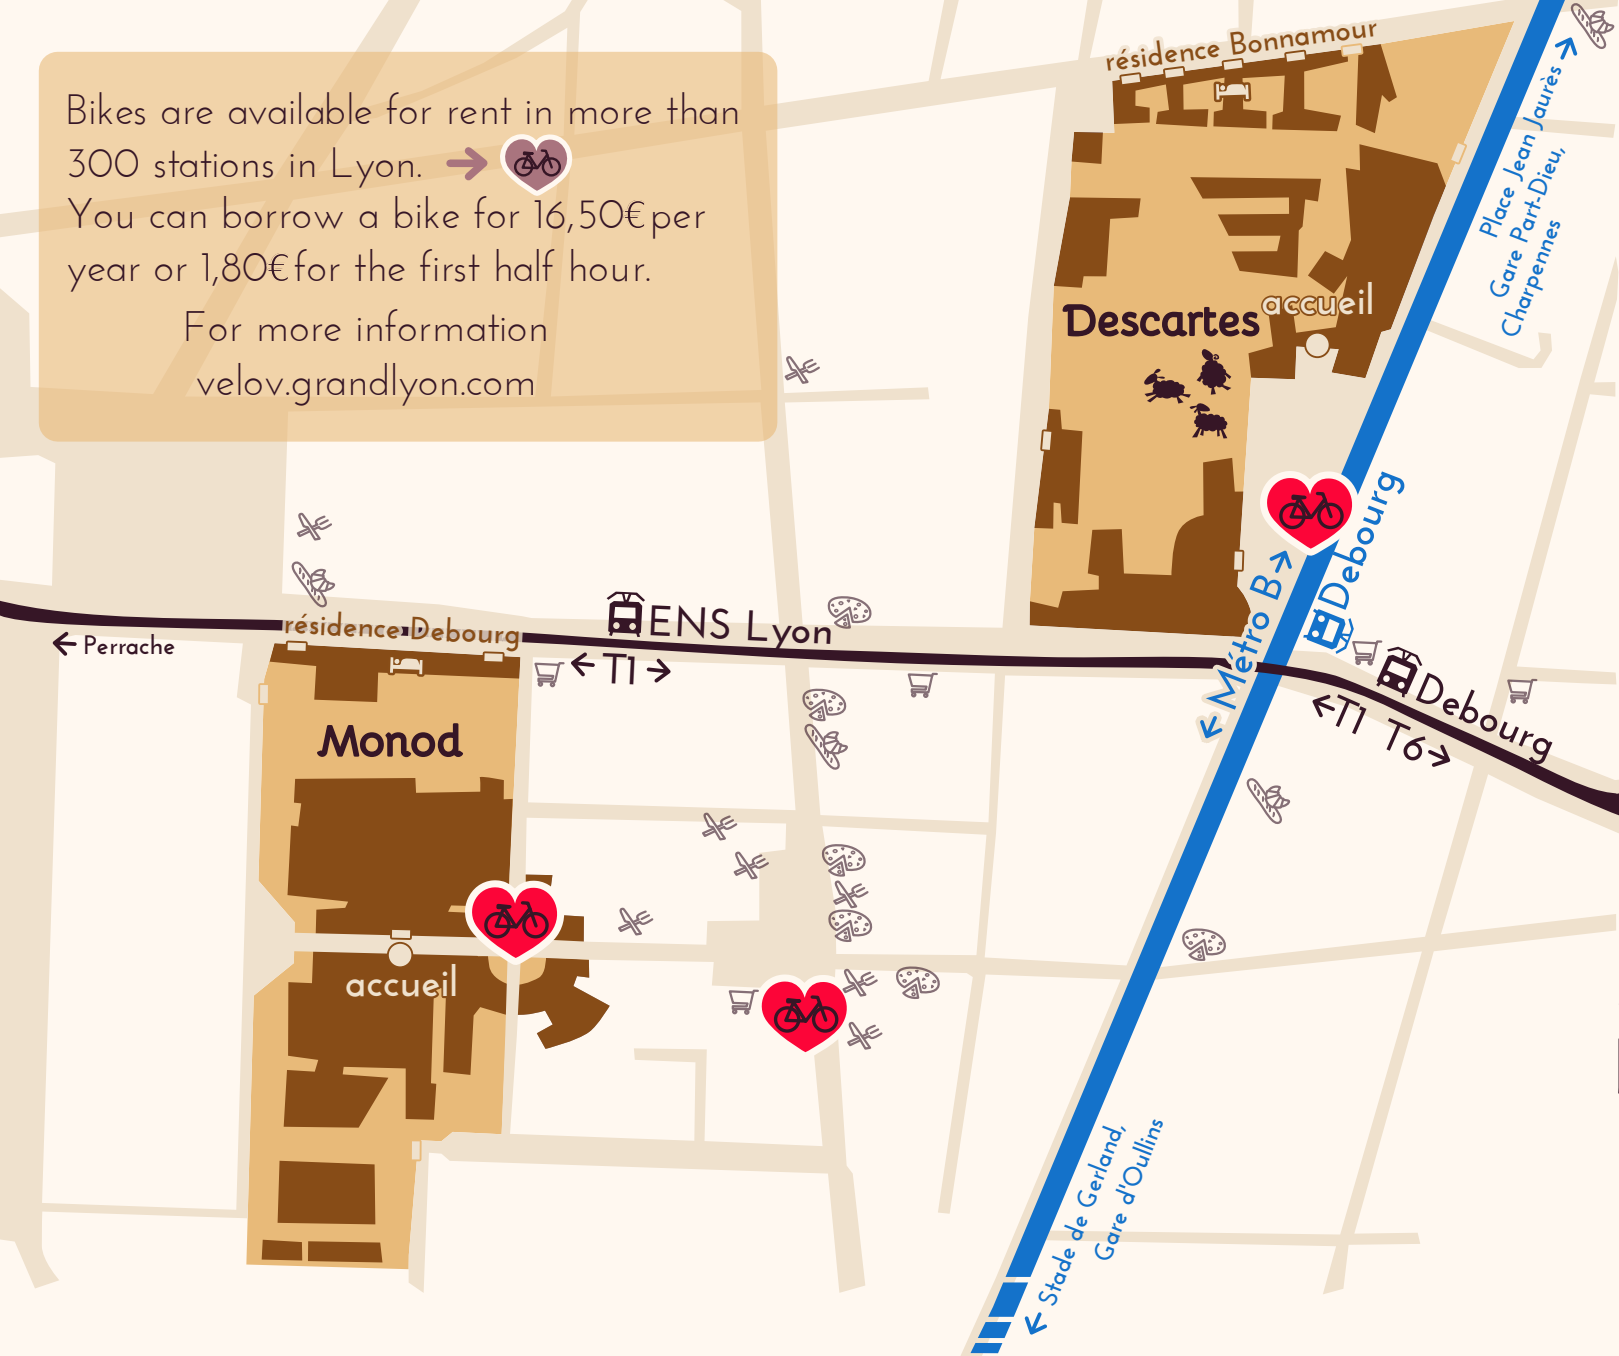 Bikes are available for rent in more than
300 stations in Lyon.
You can borrow a bike for 16,50€ per
year or 1,80€ for the first half hour.
For more information
velov.grandlyon.com
résidence Bonnamour
Place Jean Jaurès
Gare Part-Dieu,
Charpennes
accueil
Descartes
Debourg
Métro B
résidence Debourg
ENS Lyon
Perrache
T1
Debourg
T1 T6
Monod
accueil
Stade de Gerland,
Gare d'Oullins